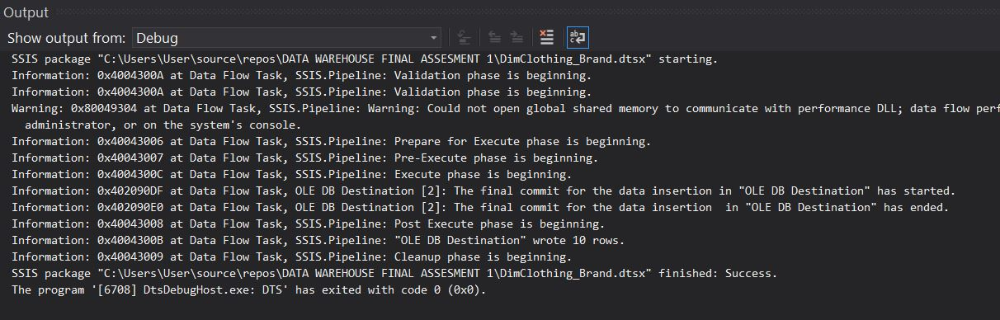 Output
Show output from: Debug
SSIS package "C:\Users\User\source\repos\DATA WAREHOUSE FINAL ASSESMENT 1\DimClothing_Brand.dtsx" starting.
Information: 0x4004300A at Data Flow Task, SSIS.Pipeline: Validation phase is beginning.
Information: 0x4004300A at Data Flow Task, SSIS.Pipeline: Validation phase is beginning.
Warning: 0x80049304 at Data Flow Task, SSIS.Pipeline: Warning: Could not open global shared memory to communicate with performance DLL; data flow perf
administrator, or on the system's console.
Information: 0x40043006 at Data Flow Task, SSIS.Pipeline: Prepare for Execute phase is beginning.
Information: 0x40043007 at Data Flow Task, SSIS.Pipeline: Pre-Execute phase is beginning.
Information: 0x4004300C at Data Flow Task, SSIS.Pipeline: Execute phase is beginning.
Information: 0x402090DF at Data Flow Task, OLE DB Destination [2]: The final commit for the data insertion in "OLE DB Destination" has started.
Information: 0x402090E0 at Data Flow Task, OLE DB Destination [2]: The final commit for the data insertion  in "OLE DB Destination" has ended.
Information: 0x40043008 at Data Flow Task, SSIS.Pipeline: Post Execute phase is beginning.
Information: 0x4004300B at Data Flow Task, SSIS.Pipeline: "OLE DB Destination" wrote 10 rows.
Information: 0x40043009 at Data Flow Task, SSIS.Pipeline: Cleanup phase is beginning.
SSIS package "C:\Users\User\source\repos\DATA WAREHOUSE FINAL ASSESMENT 1\DimClothing_Brand.dtsx" finished: Success.
The program '[6708] DtsDebugHost.exe: DTS' has exited with code 0 (0x0).